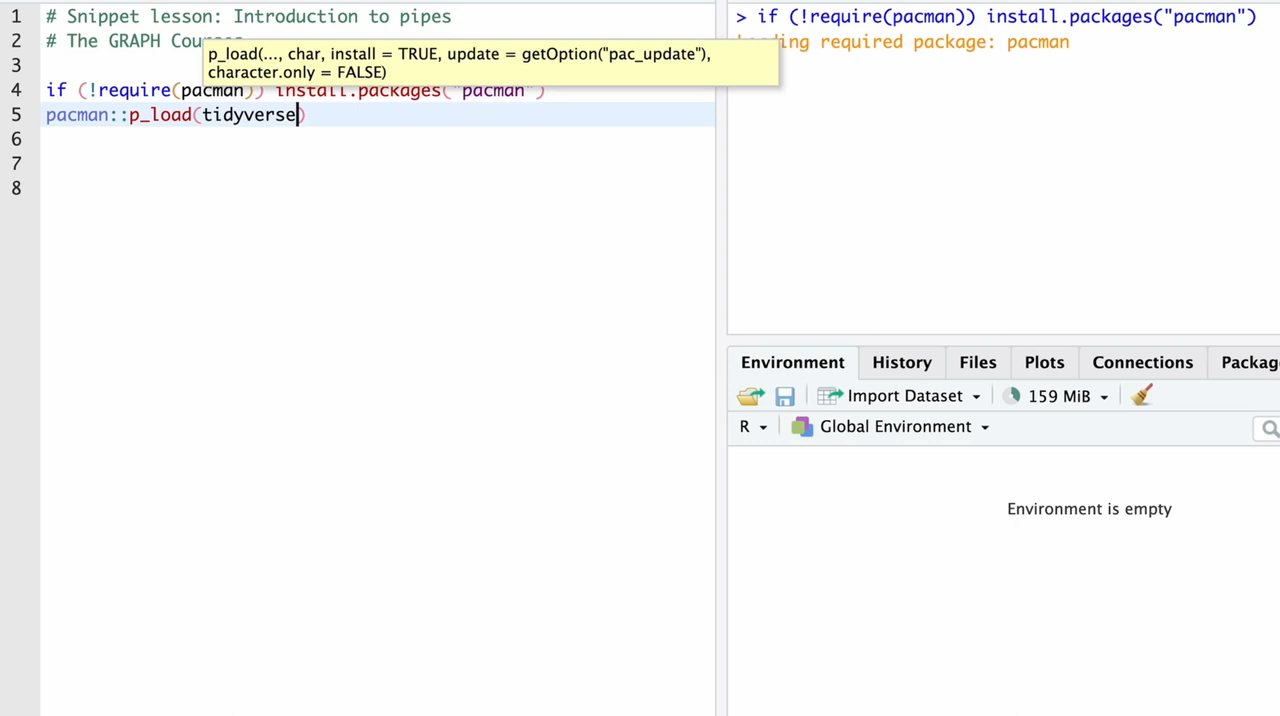 1 # Snippet lesson: Introduction to pipes
2 # The GRAPH Courses
p_load(..., char, install = TRUE, update = getOption("pac_update"),
character.only = FALSE)
3
4 if (!require(pacman)) install.packages("pacman")
5 pacman::p_load(tidyverse)
6
7
8
> if (!require(pacman)) install.packages("pacman")
required package: pacman
Environment History Files Plots Connections Packag
Import Dataset 159 MiB
R Global Environment
Environment is empty